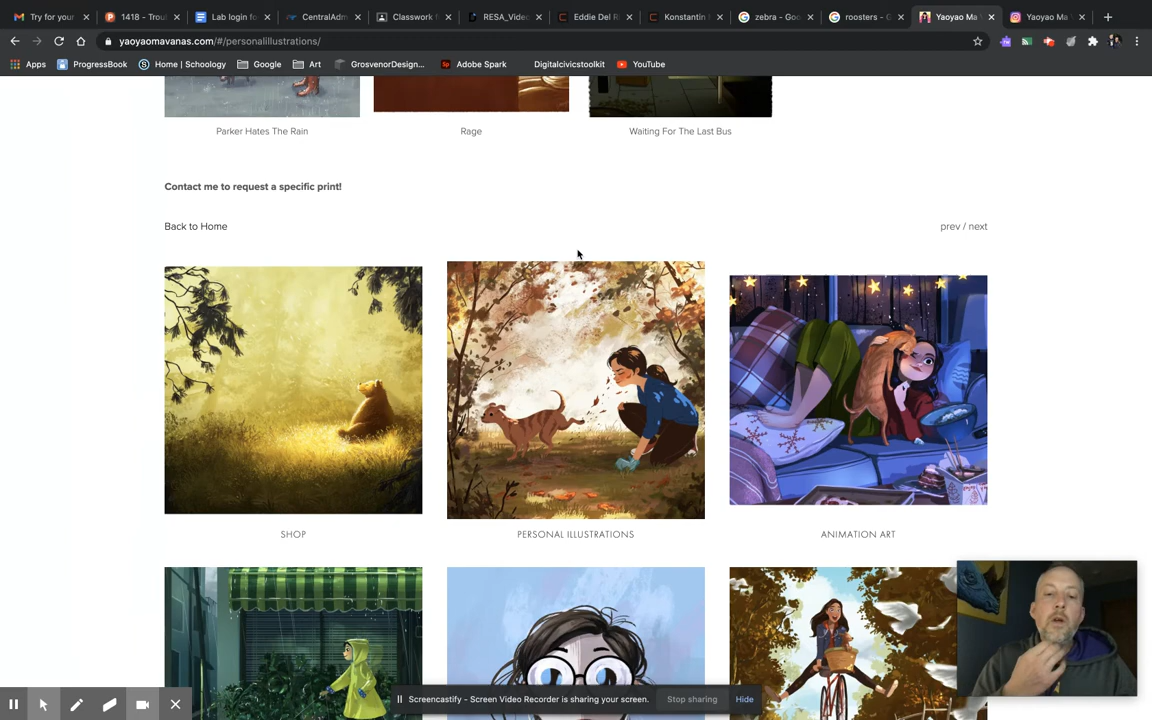 Try for your
1418 - Trou
Lab login fo
CentralAdm
Classwork f
RESA_Video
Eddie Del Ri
Konstantin
zebra - Goo
roosters - G
Yaoyao Ma
Yaoyao Ma V
yaoyaomavanas.com/#/personalillustrations/
Apps
ProgressBook
Home | Schoology
Google
Art
GrosvenorDesign...
Adobe Spark
Digitalcivicstoolkit
YouTube
Parker Hates The Rain
Rage
Waiting For The Last Bus
Contact me to request a specific print!
Back to Home
prev / next
SHOP
PERSONAL ILLUSTRATIONS
ANIMATION ART
Screencastify - Screen Video Recorder is sharing your screen.
Stop sharing
Hide